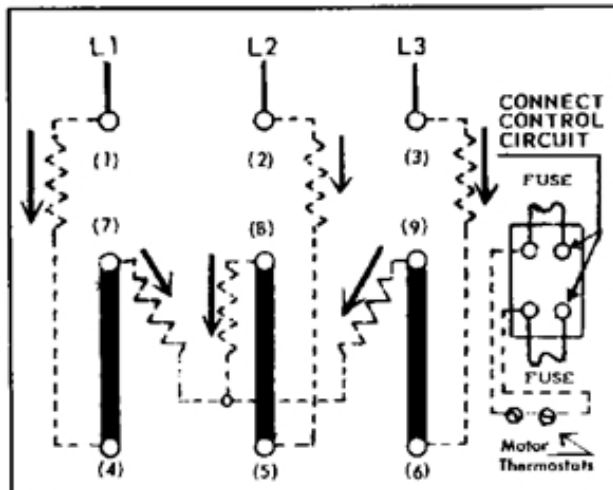 L1 L2 L3
CONNECT
CONTROL
CIRCUIT
(1) (2) (3)
FUSE
(7) (8) (9)
FUSE
(4) (5) (6)
Motor
Thermostats